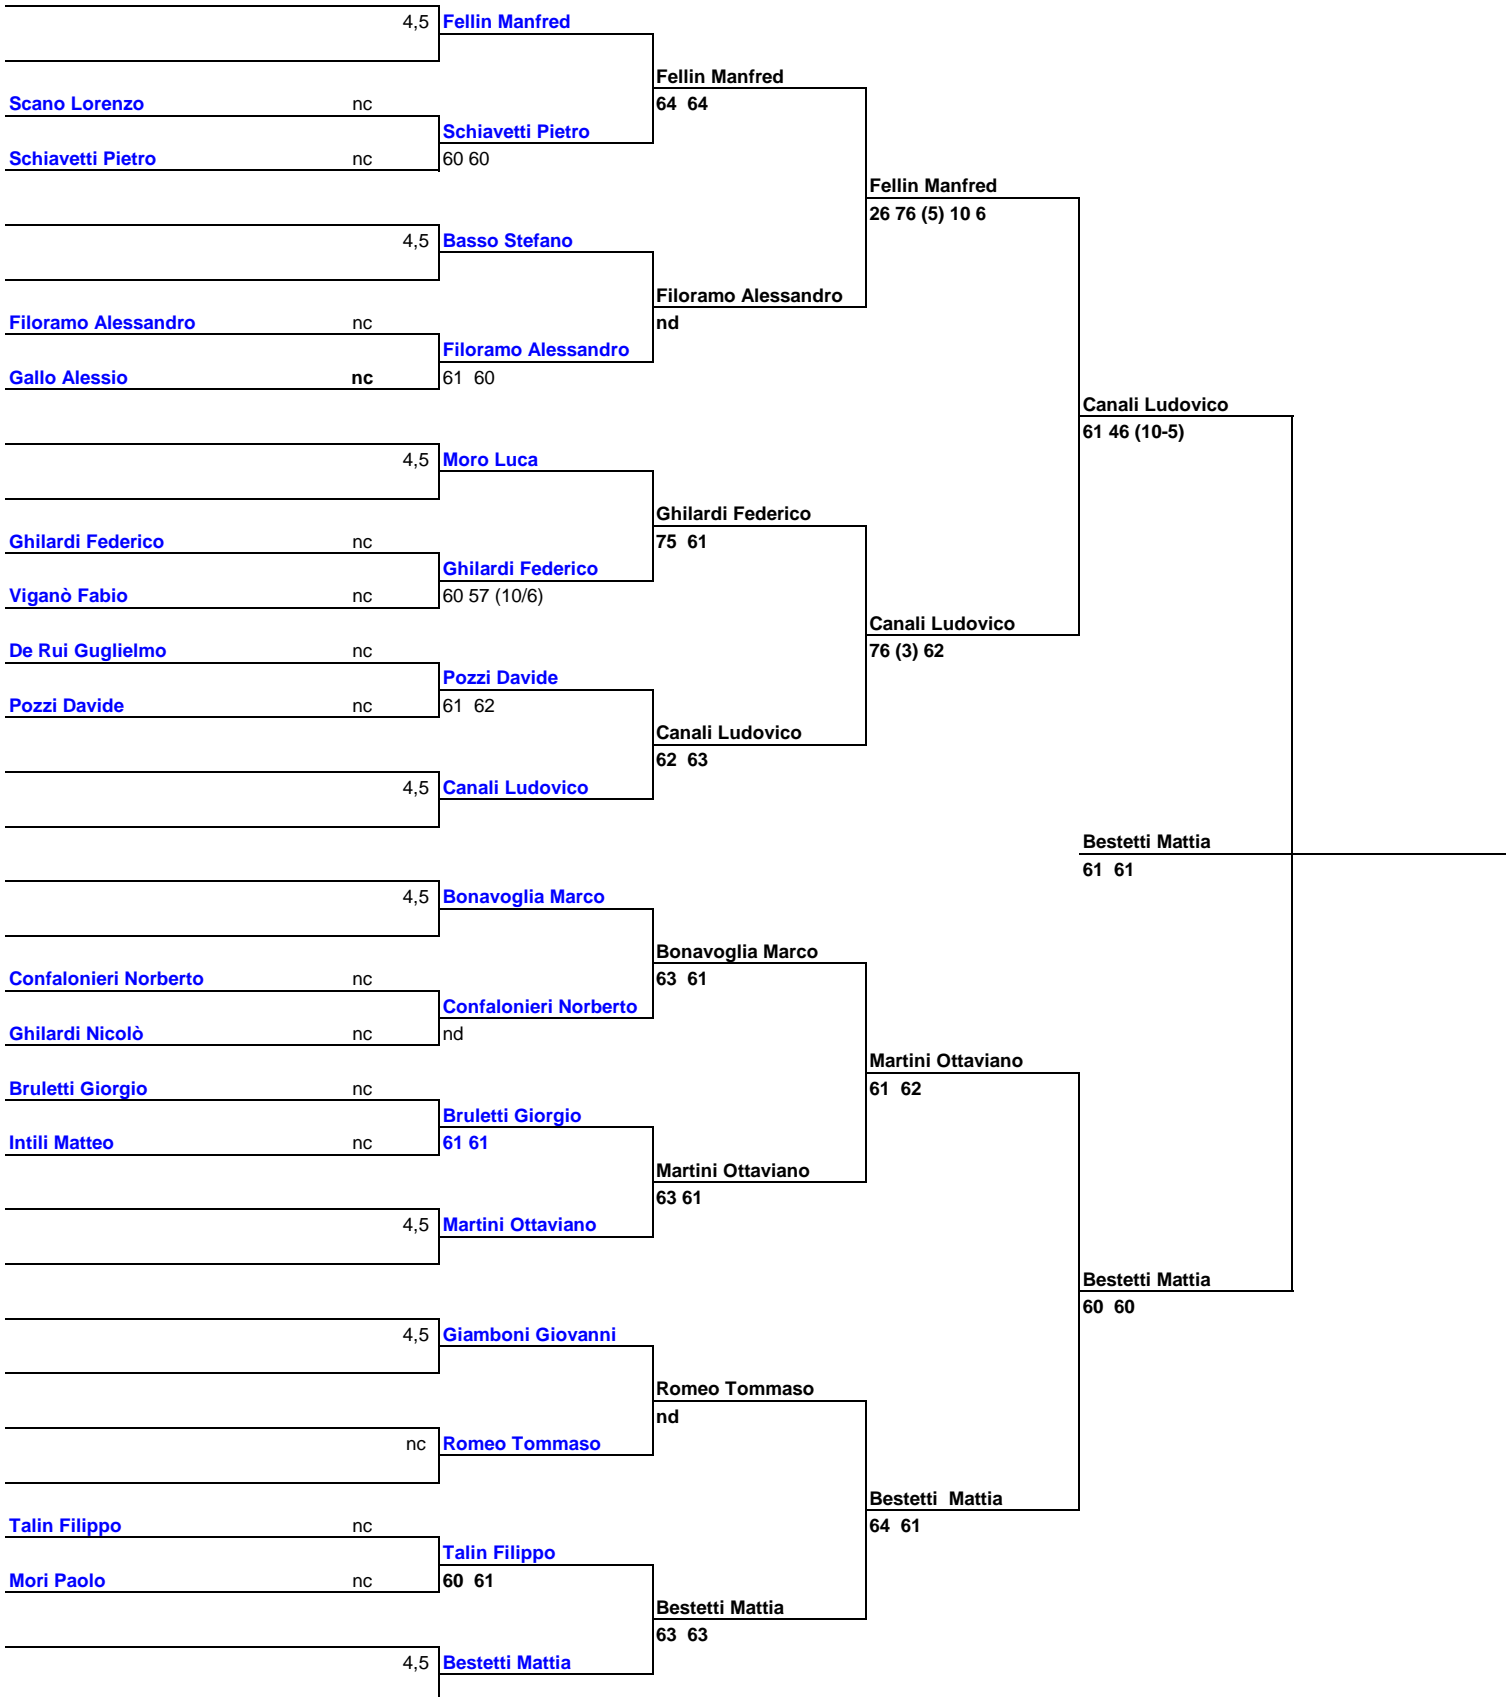 4,5 Fellin Manfred
Fellin Manfred
Scano Lorenzo nc 64 64
Schiavetti Pietro
Schiavetti Pietro nc 60 60
Fellin Manfred
26 76 (5) 10 6
4,5 Basso Stefano
Filoramo Alessandro
Filoramo Alessandro nc nd
Filoramo Alessandro
Gallo Alessio nc 61 60
Canali Ludovico
61 46 (10-5)
4,5 Moro Luca
Ghilardi Federico
Ghilardi Federico nc 75 61
Ghilardi Federico
Viganò Fabio nc 60 57 (10/6)
Canali Ludovico
De Rui Guglielmo nc 76 (3) 62
Pozzi Davide
Pozzi Davide nc 61 62
Canali Ludovico
62 63
4,5 Canali Ludovico
Bestetti Mattia
61 61
4,5 Bonavoglia Marco
Bonavoglia Marco
Confalonieri Norberto nc 63 61
Confalonieri Norberto
Ghilardi Nicolò nc nd
Martini Ottaviano
Bruletti Giorgio nc 61 62
Bruletti Giorgio
Intili Matteo nc 61 61
Martini Ottaviano
63 61
4,5 Martini Ottaviano
Bestetti Mattia
60 60
4,5 Giamboni Giovanni
Romeo Tommaso
nd
nc Romeo Tommaso
Bestetti Mattia
Talin Filippo nc 64 61
Talin Filippo
Mori Paolo nc 60 61
Bestetti Mattia
63 63
4,5 Bestetti Mattia